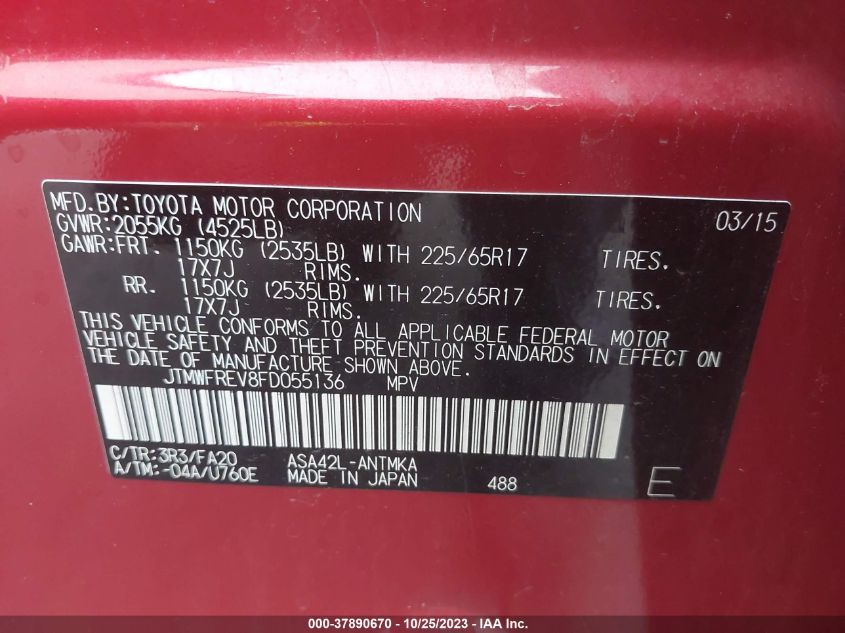 MFD.BY:TOYOTA MOTOR CORPORATION 03/15
GVWR:2055KG (4525LB)
GAWR:FRT. 1150KG (2535LB) WITH 225/65R17 TIRES.
17X7J RIMS.
RR. 1150KG (2535LB) WITH 225/65R17 TIRES.
17X7J RIMS.
THIS VEHICLE CONFORMS TO ALL APPLICABLE FEDERAL MOTOR
VEHICLE SAFETY AND THEFT PREVENTION STANDARDS IN EFFECT ON
THE DATE OF MANUFACTURE SHOWN ABOVE.
JTMWFREV8FD055136 MPV
C/TR:3R3/FA20 ASA42L-ANTMKA
A/TM:-04A/U760E MADE IN JAPAN 488 E
000-37890670 - 10/25/2023 - IAA